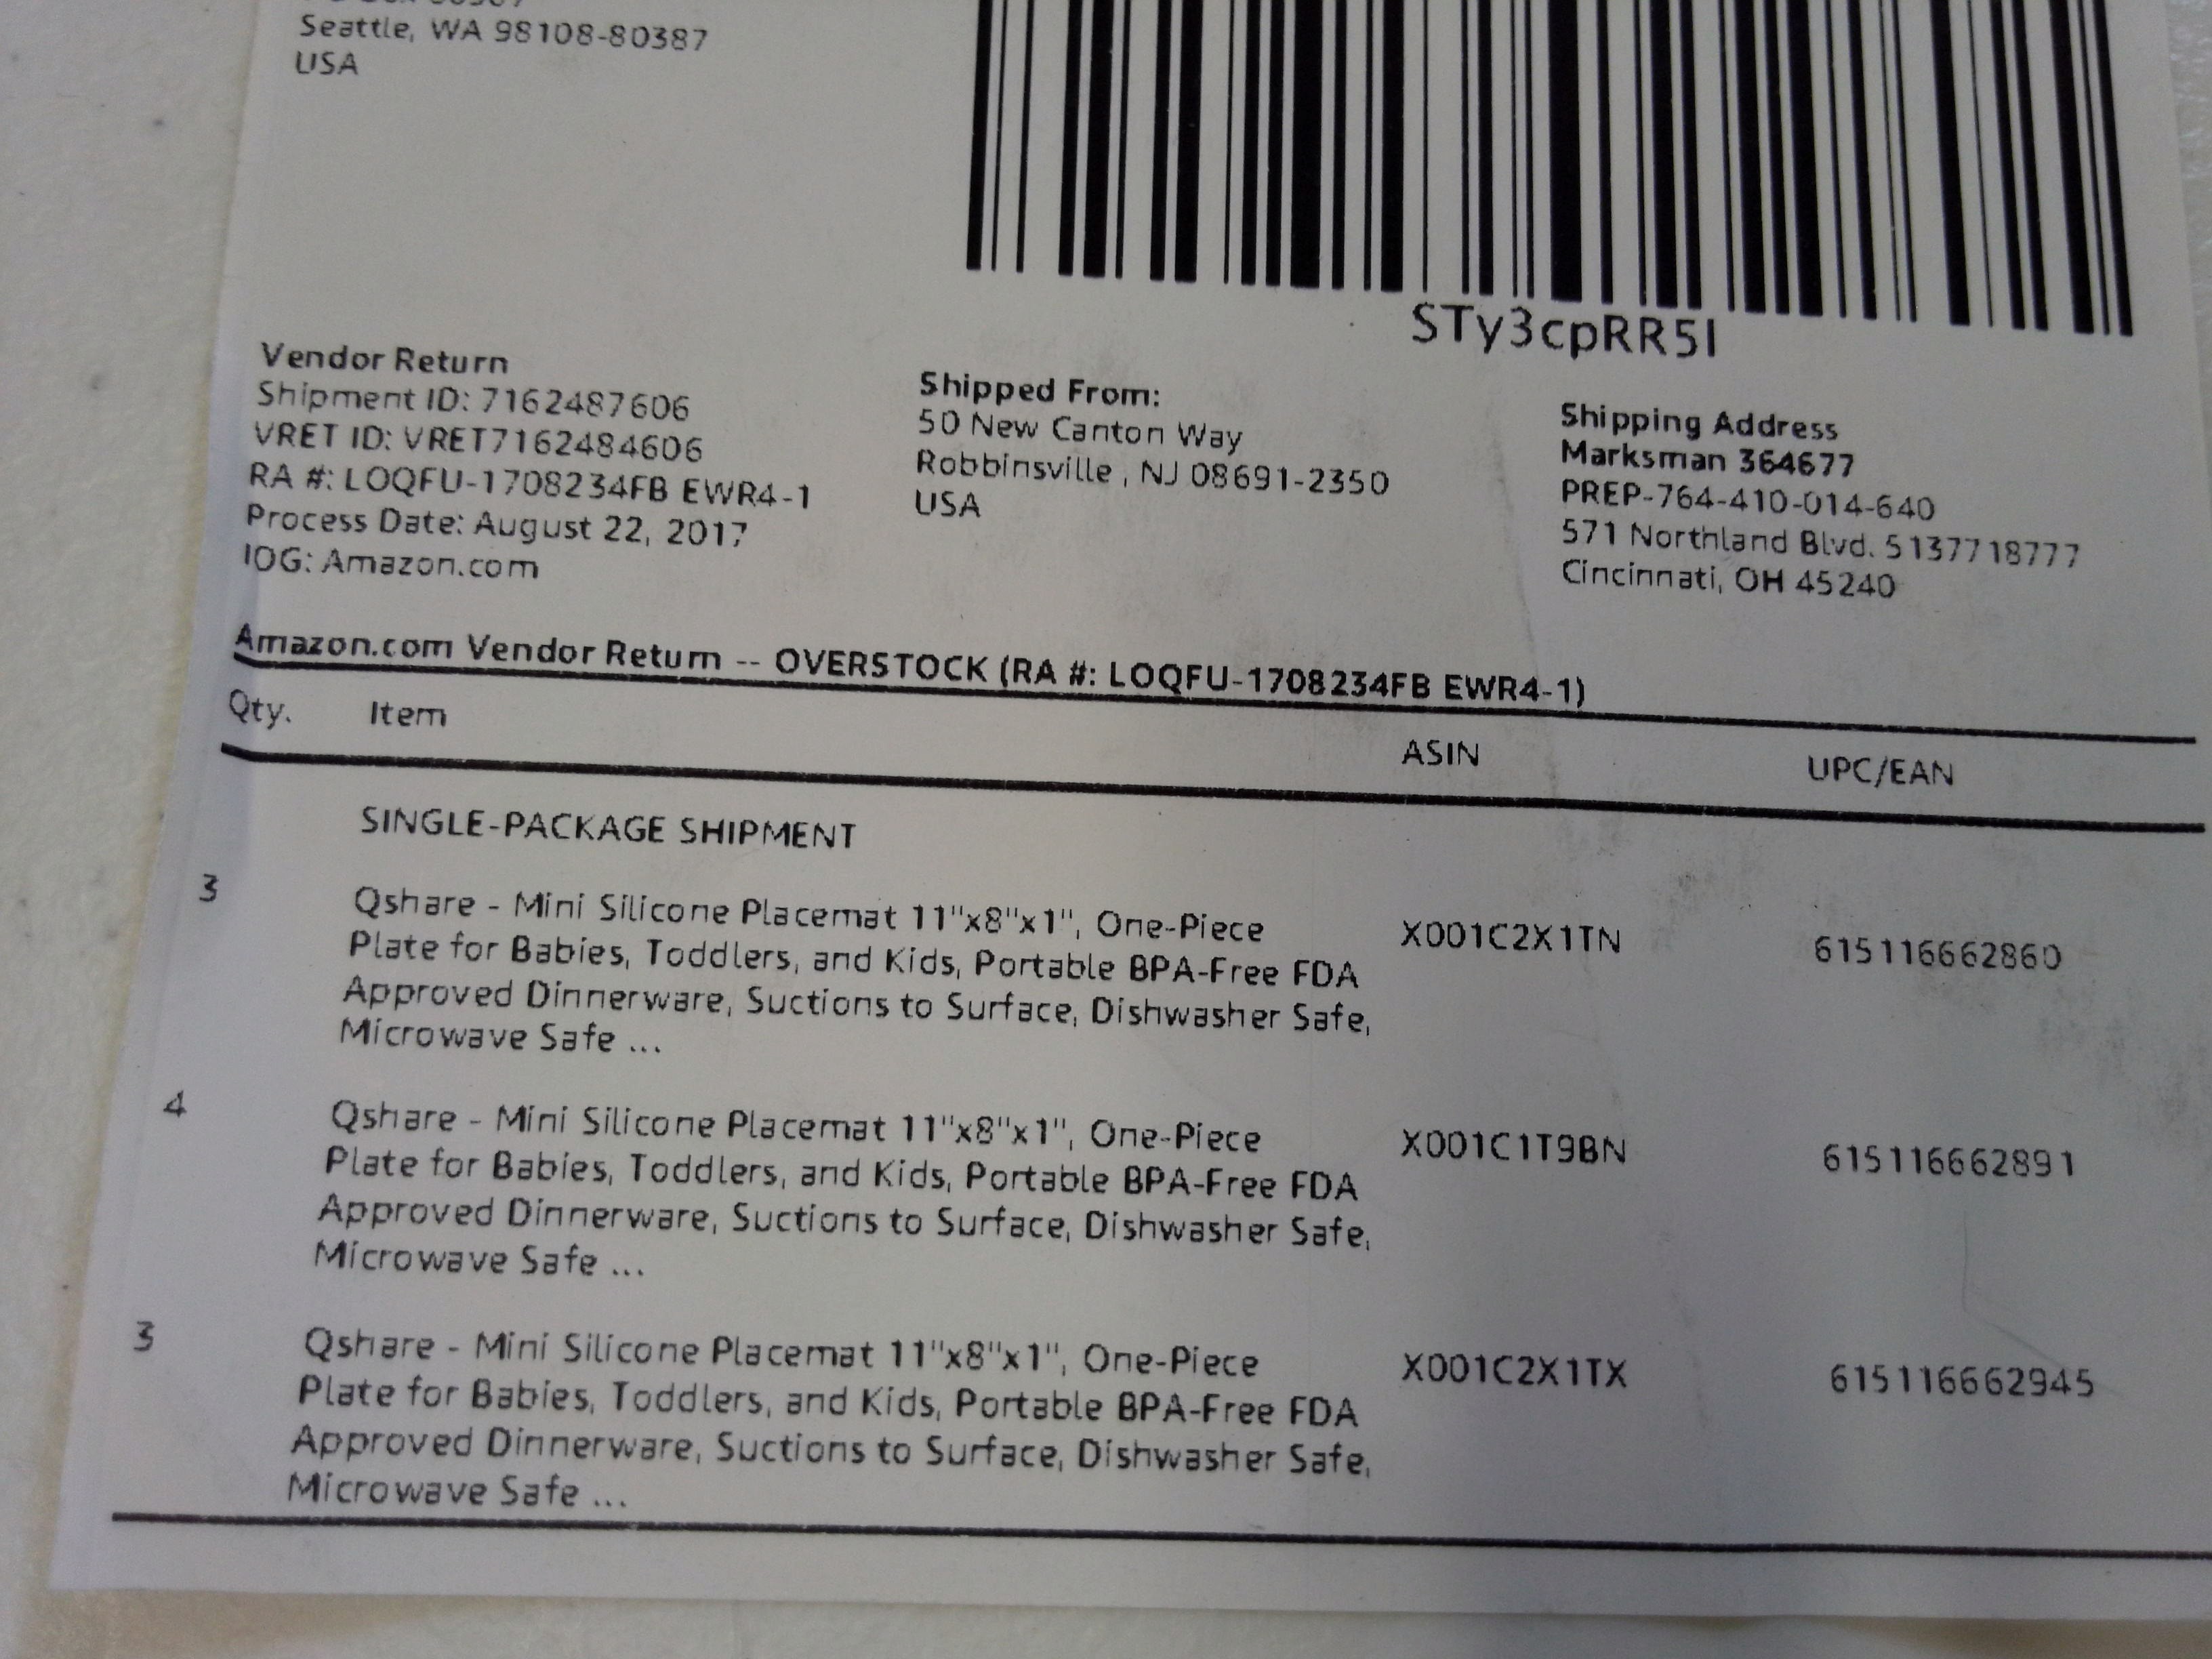 Seattle, WA 98108-80387
USA
STy3cpRR5I
Vendor Return
Shipment ID: 7162487606
VRET ID: VRET7162484606
RA #: LOQFU-1708234FB EWR4-1
Process Date: August 22, 2017
IOG: Amazon.com
Shipped From:
50 New Canton Way
Robbinsville , NJ 08691-2350
USA
Shipping Address
Marksman 364677
PREP-764-410-014-640
571 Northland Blvd. 5137718777
Cincinnati, OH 45240
Amazon.com Vendor Return -- OVERSTOCK (RA #: LOQFU-1708234FB EWR4-1)
Qty. Item ASIN UPC/EAN
SINGLE-PACKAGE SHIPMENT
3 Qshare - Mini Silicone Placemat 11"x8"x1", One-Piece X001C2X1TN 615116662860
Plate for Babies, Toddlers, and Kids, Portable BPA-Free FDA
Approved Dinnerware, Suctions to Surface, Dishwasher Safe,
Microwave Safe ...
4 Qshare - Mini Silicone Placemat 11"x8"x1", One-Piece X001C1T9BN 615116662891
Plate for Babies, Toddlers, and Kids, Portable BPA-Free FDA
Approved Dinnerware, Suctions to Surface, Dishwasher Safe,
Microwave Safe ...
3 Qshare - Mini Silicone Placemat 11"x8"x1", One-Piece X001C2X1TX 615116662945
Plate for Babies, Toddlers, and Kids, Portable BPA-Free FDA
Approved Dinnerware, Suctions to Surface, Dishwasher Safe,
Microwave Safe ...